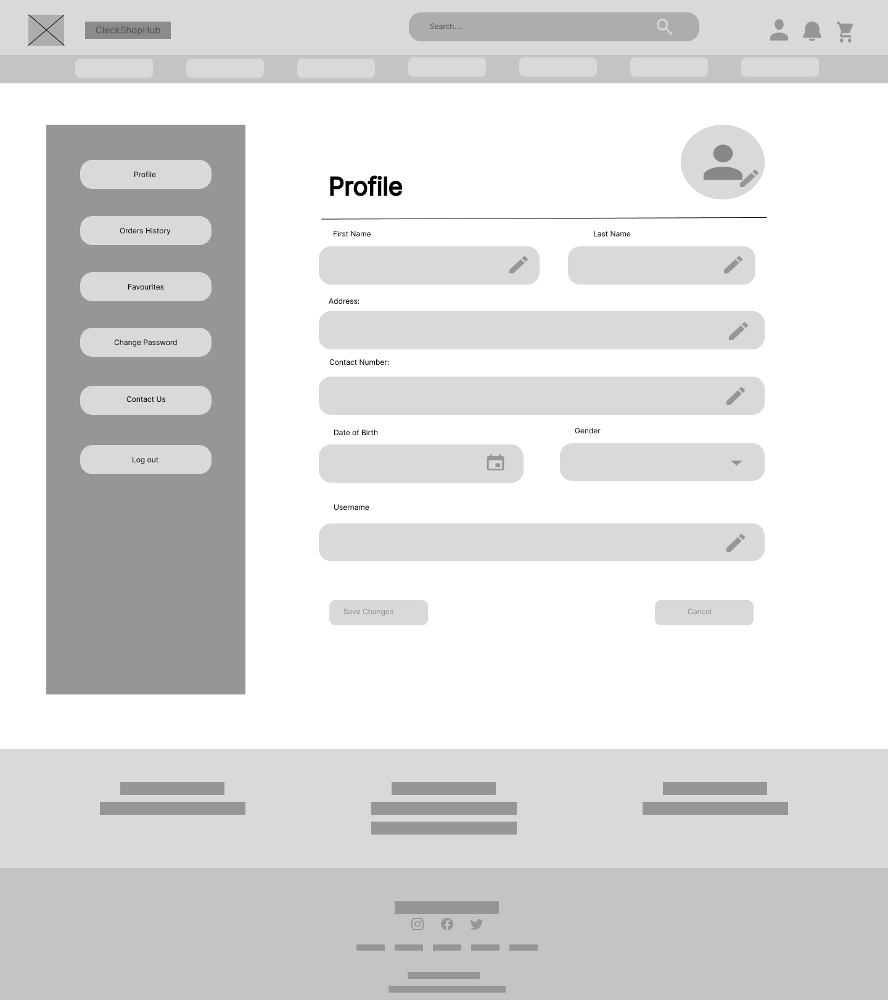 CleckShopHub
Search....
Profile
Orders History
Favourites
Change Password
Contact Us
Log out
Profile
First Name
Last Name
Address:
Contact Number:
Date of Birth
Gender
Username
Save Changes
Cancel